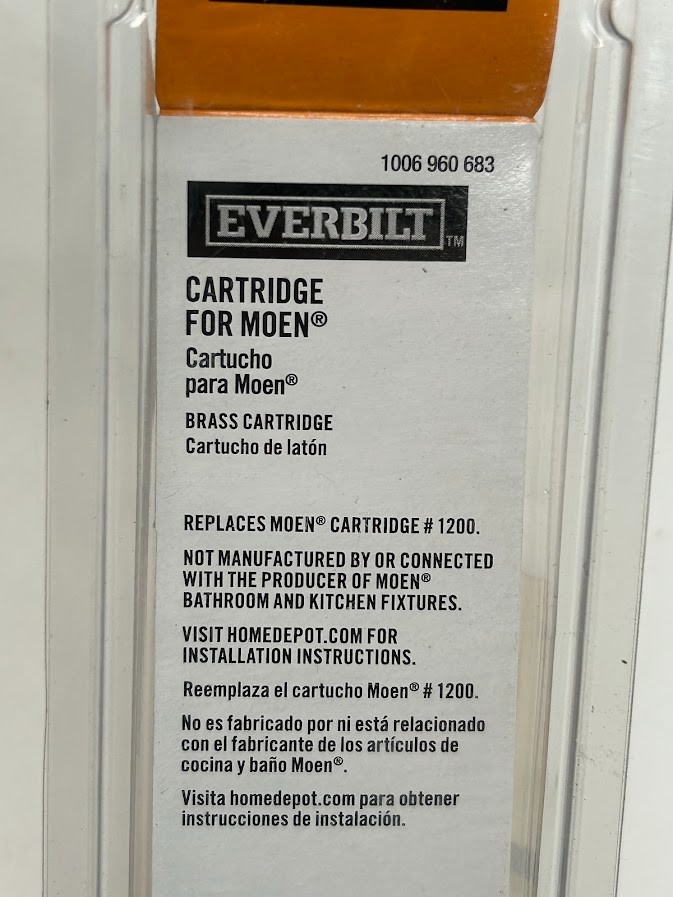 1006 960 683
EVERBILT TM
CARTRIDGE
FOR MOEN®
Cartucho
para Moen®
BRASS CARTRIDGE
Cartucho de latón
REPLACES MOEN® CARTRIDGE # 1200.
NOT MANUFACTURED BY OR CONNECTED
WITH THE PRODUCER OF MOEN®
BATHROOM AND KITCHEN FIXTURES.
VISIT HOMEDEPOT.COM FOR
INSTALLATION INSTRUCTIONS.
Reemplaza el cartucho Moen® # 1200.
No es fabricado por ni está relacionado
con el fabricante de los artículos de
cocina y baño Moen®.
Visita homedepot.com para obtener
instrucciones de instalación.